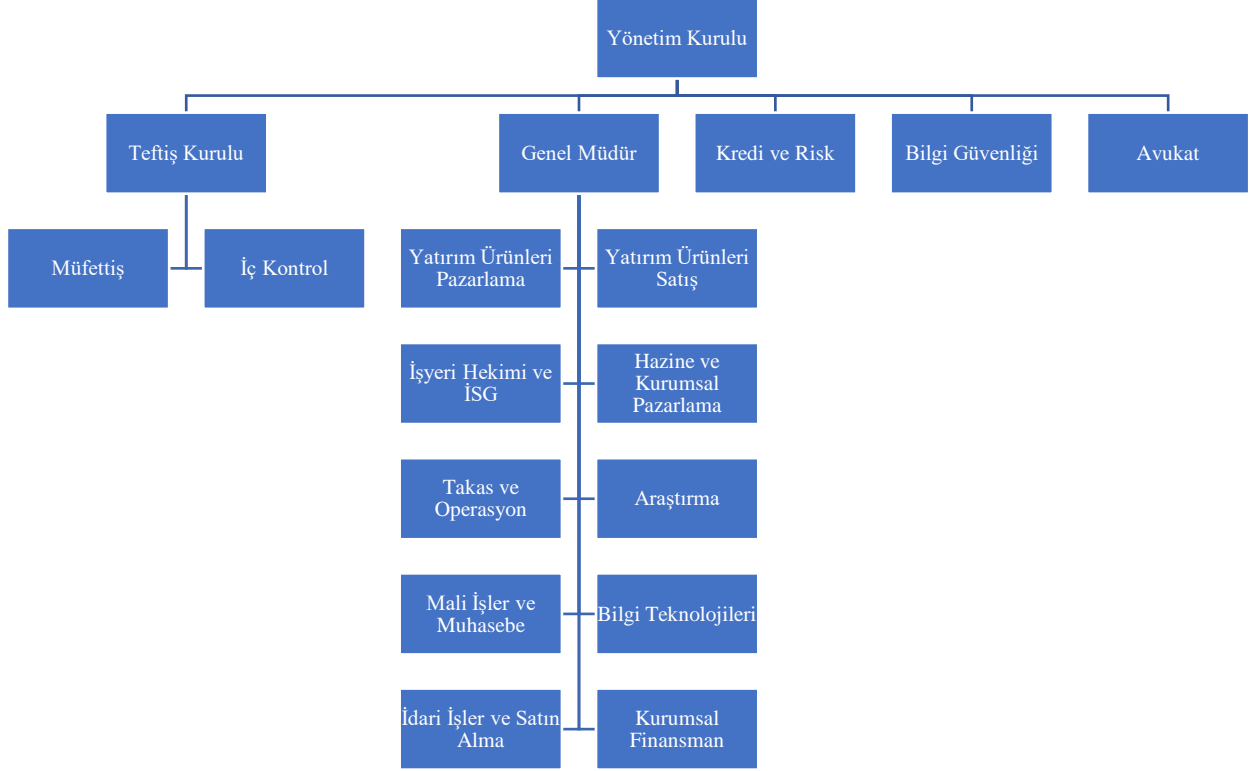 Yönetim Kurulu
Teftiş Kurulu
Genel Müdür
Kredi ve Risk
Bilgi Güvenliği
Avukat
Müfettiş
İç Kontrol
Yatırım Ürünleri
Pazarlama
Yatırım Ürünleri
Satış
İşyeri Hekimi ve
İSG
Hazine ve
Kurumsal
Pazarlama
Takas ve
Operasyon
Araştırma
Mali İşler ve
Muhasebe
Bilgi Teknolojileri
İdari İşler ve Satın
Alma
Kurumsal
Finansman